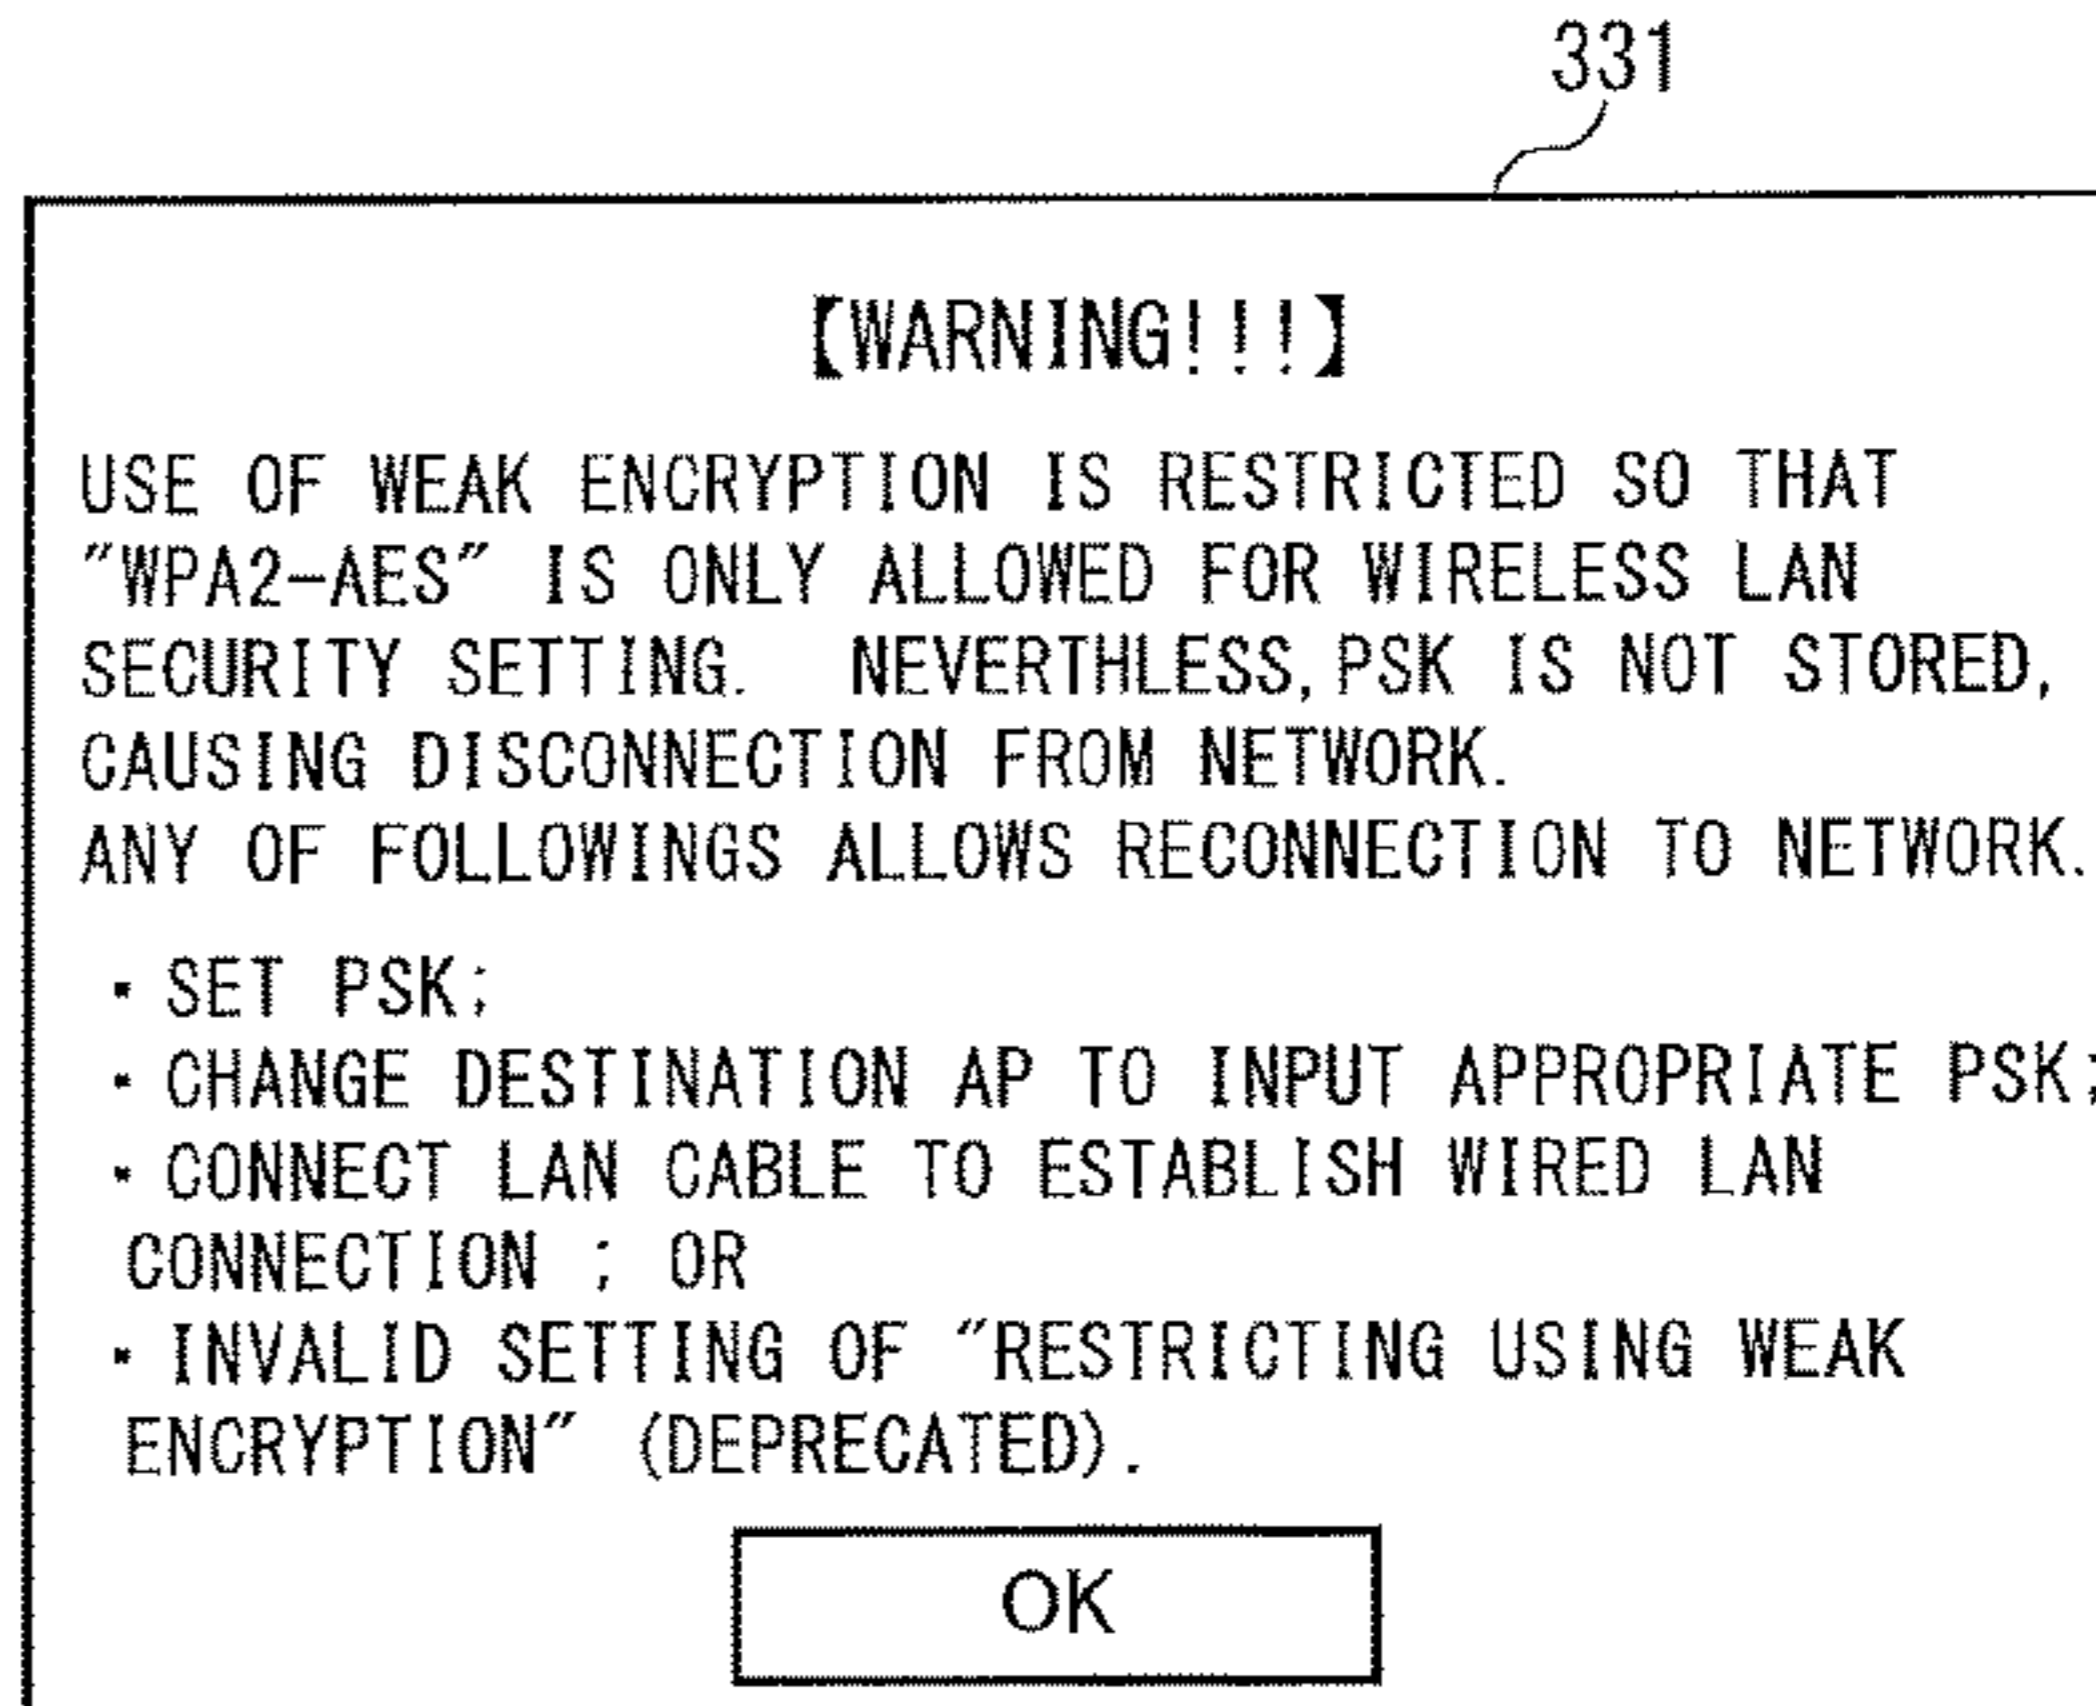 331
【WARNING!!!】
USE OF WEAK ENCRYPTION IS RESTRICTED SO THAT
"WPA2-AES" IS ONLY ALLOWED FOR WIRELESS LAN
SECURITY SETTING. NEVERTHLESS,PSK IS NOT STORED,
CAUSING DISCONNECTION FROM NETWORK.
ANY OF FOLLOWINGS ALLOWS RECONNECTION TO NETWORK.
・SET PSK;
・CHANGE DESTINATION AP TO INPUT APPROPRIATE PSK;
・CONNECT LAN CABLE TO ESTABLISH WIRED LAN
CONNECTION ; OR
・INVALID SETTING OF "RESTRICTING USING WEAK
ENCRYPTION" (DEPRECATED).
OK